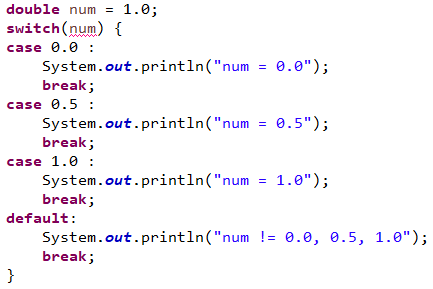 double num = 1.0;
switch(num) {
case 0.0 :
    System.out.println("num = 0.0");
    break;
case 0.5 :
    System.out.println("num = 0.5");
    break;
case 1.0 :
    System.out.println("num = 1.0");
    break;
default:
    System.out.println("num != 0.0, 0.5, 1.0");
    break;
}